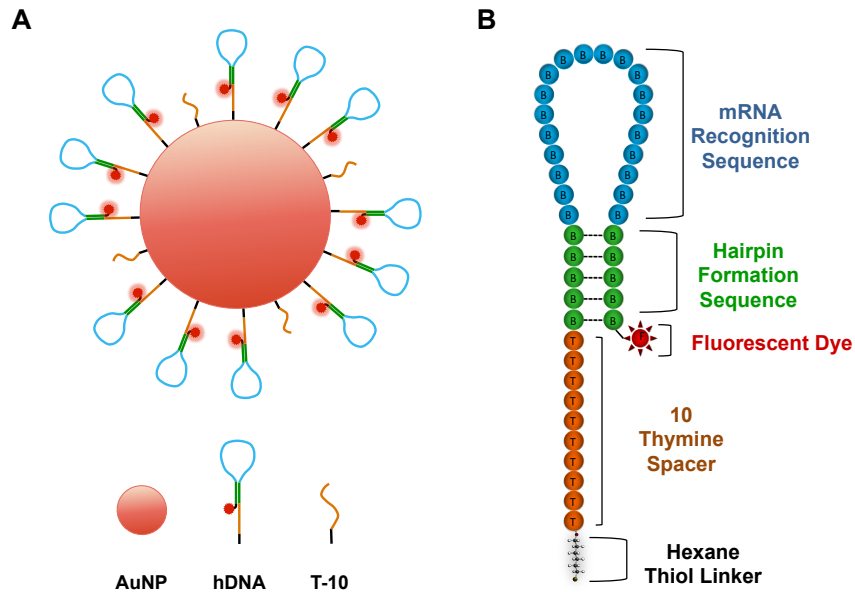 A
B
B B B B
B B
B B
B B
B B
B B
B B
B B
B B
mRNA
Recognition
Sequence
B B
B B
B B
B B
B B
Hairpin
Formation
Sequence
F
Fluorescent Dye
T
T
T
T
T
T
T
T
T
T
10
Thymine
Spacer
Hexane
Thiol Linker
AuNP
hDNA
T-10